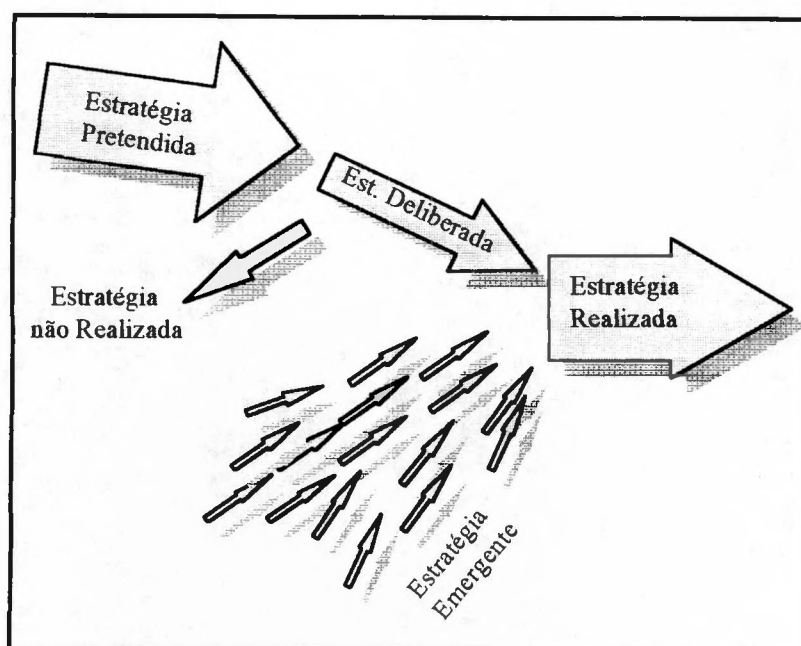 Estratégia
Pretendida
Est. Deliberada
Estratégia
não Realizada
Estratégia
Realizada
Estratégia
Emergente